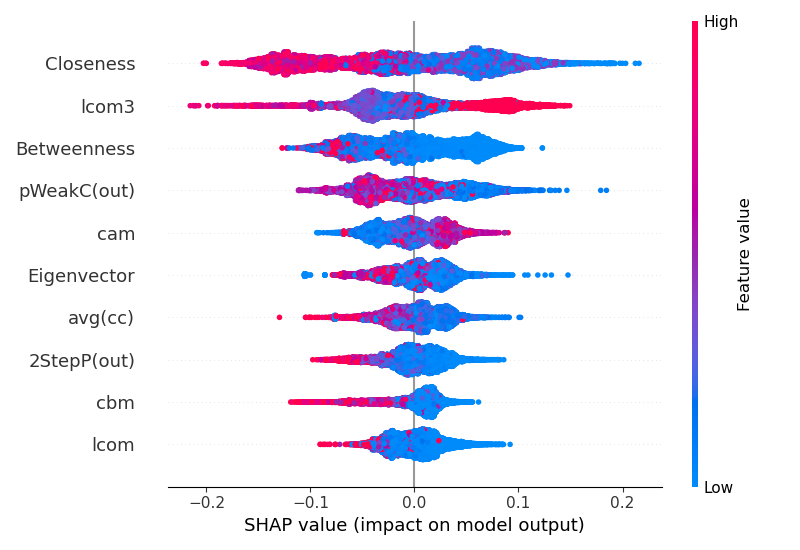 High
Closeness
lcom3
Betweenness
pWeakC(out)
cam
Eigenvector
avg(cc)
2StepP(out)
cbm
lcom
Feature value
Low
−0.2 −0.1 0.0 0.1 0.2
SHAP value (impact on model output)